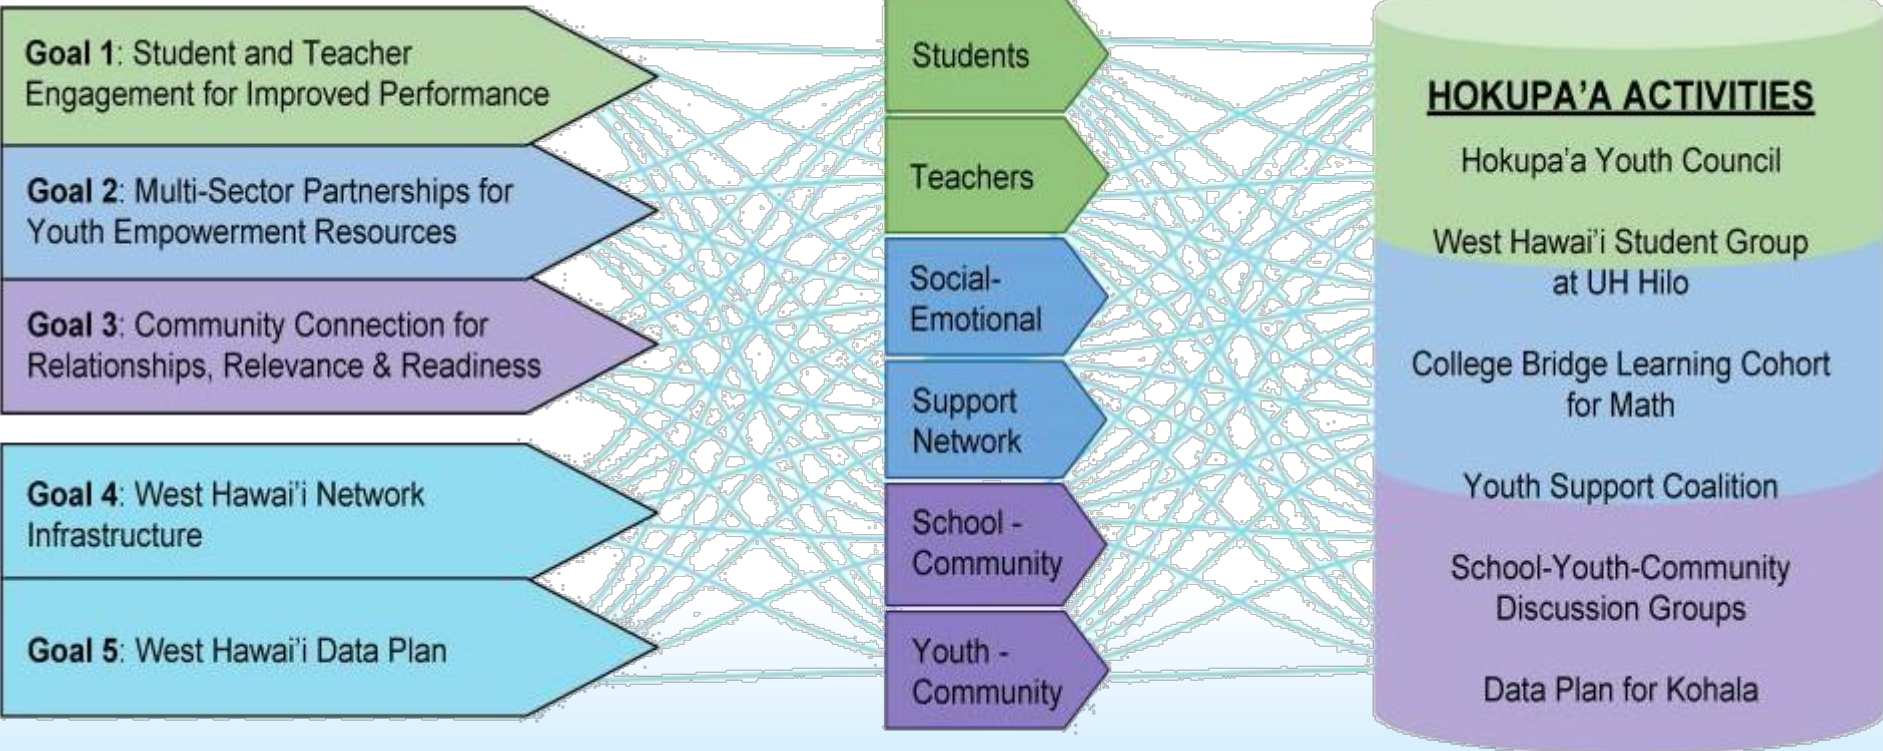 Goal 1: Student and Teacher
Engagement for Improved Performance
Goal 2: Multi-Sector Partnerships for
Youth Empowerment Resources
Goal 3: Community Connection for
Relationships, Relevance & Readiness
Goal 4: West Hawai'i Network
Infrastructure
Goal 5: West Hawai'i Data Plan
Students
Teachers
Social-
Emotional
Support
Network
School -
Community
Youth -
Community
HOKUPA'A ACTIVITIES
Hokupa'a Youth Council
West Hawai'i Student Group
at UH Hilo
College Bridge Learning Cohort
for Math
Youth Support Coalition
School-Youth-Community
Discussion Groups
Data Plan for Kohala